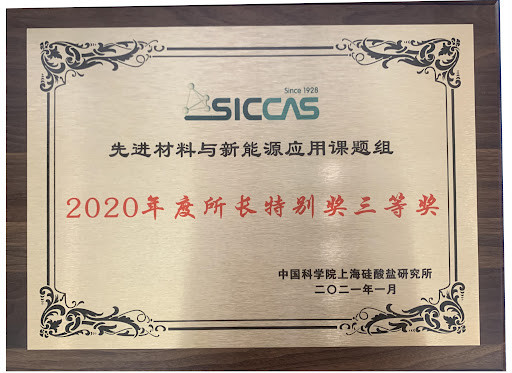 Since 1928
SICCAS
先进材料与新能源应用课题组
2020年度所长特别奖三等奖
中国科学院上海硅酸盐研究所
二〇二一年一月